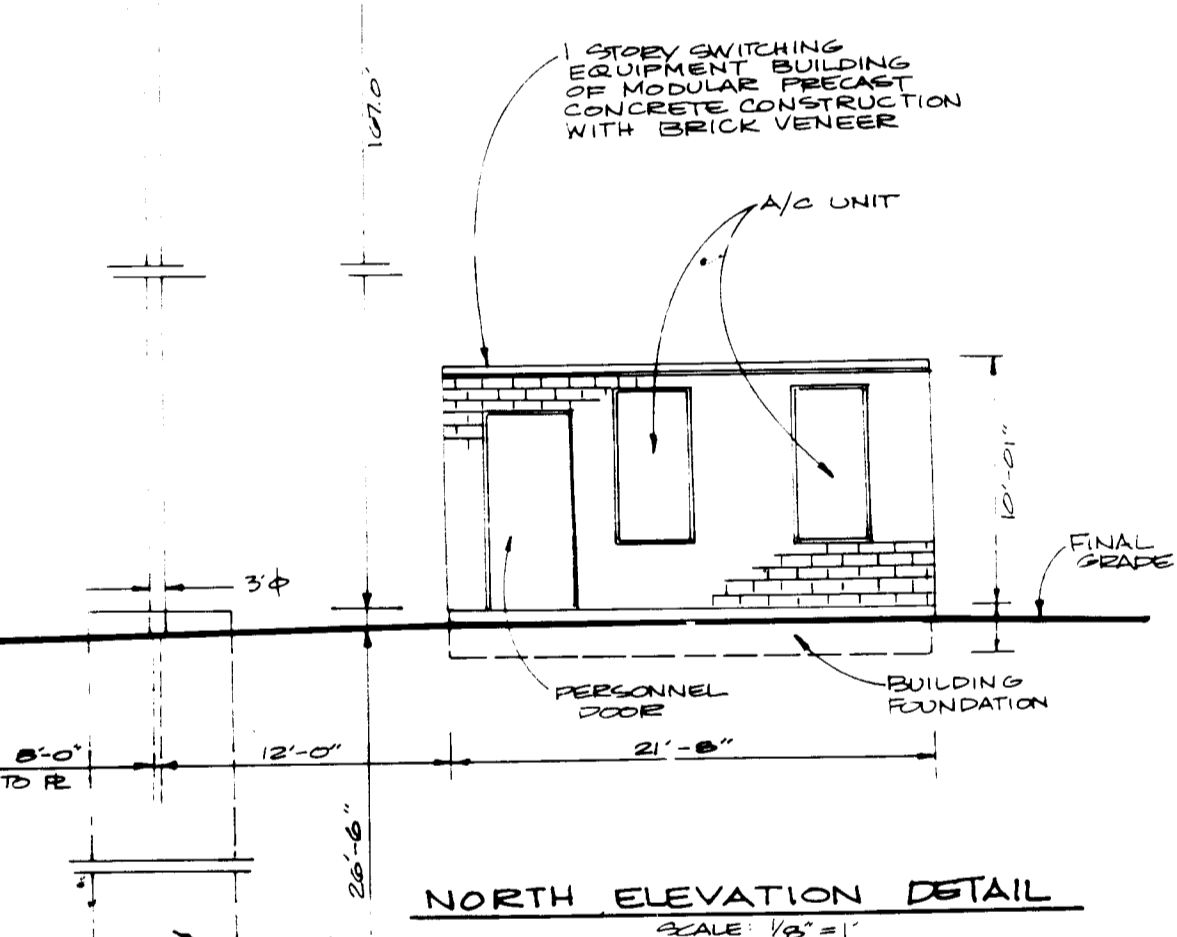 1 STORY SWITCHING
EQUIPMENT BUILDING
OF MODULAR PRECAST
CONCRETE CONSTRUCTION
WITH BRICK VENEER
167.0'
A/C UNIT
10'-01"
FINAL
GRADE
3'ϕ
PERSONNEL
DOOR
BUILDING
FOUNDATION
8'-0"
TO PL
12'-0"
21'-8"
26'-6"
NORTH ELEVATION DETAIL
SCALE: 1/8" = 1'